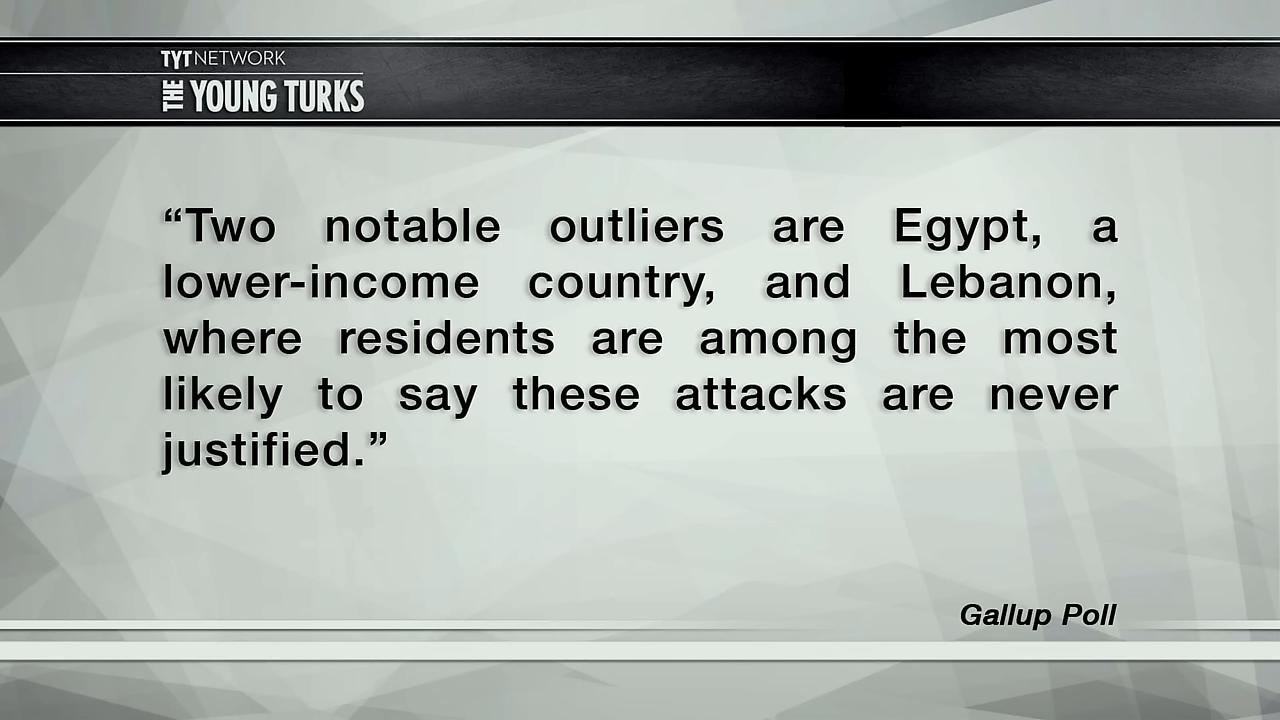 TYT NETWORK
THE YOUNG TURKS
“Two notable outliers are Egypt, a
lower-income country, and Lebanon,
where residents are among the most
likely to say these attacks are never
justified.”
Gallup Poll